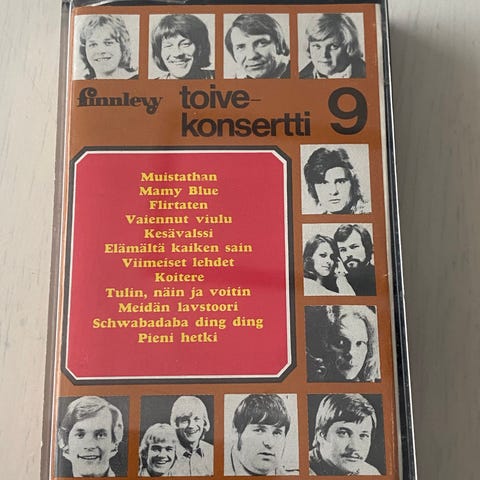 finnlevy
toive-
konsertti 9
Muistathan
Mamy Blue
Flirtaten
Vaiennut viulu
Kesävalssi
Elämältä kaiken sain
Viimeiset lehdet
Koitere
Tulin, näin ja voitin
Meidän lavstoori
Schwabadaba ding ding
Pieni hetki